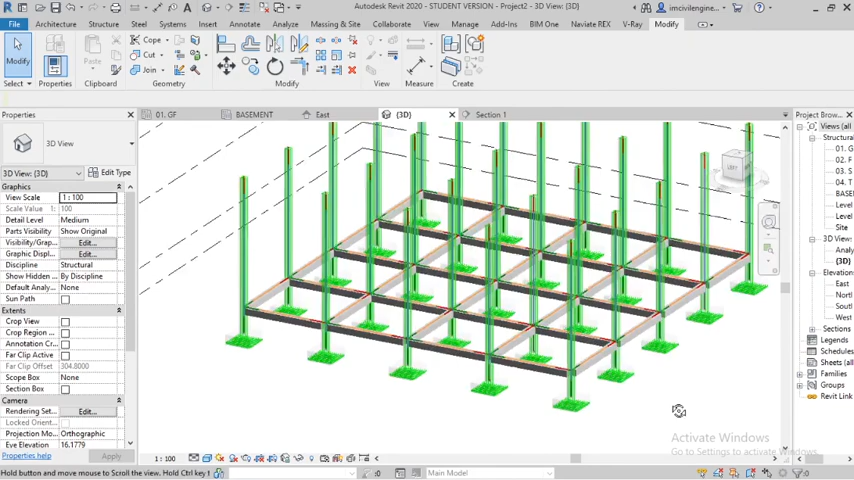 Autodesk Revit 2020 - STUDENT VERSION - Project2 - 3D View: {3D}
imcivilengine...
File Architecture Structure Steel Systems Insert Annotate Analyze Massing & Site Collaborate View Manage Add-Ins BIM One Naviate REX V-Ray Modify
Modify
Properties
Paste
Cope
Cut
Join
Select Properties Clipboard Geometry Modify View Measure Create
Properties
01. GF BASEMENT East {3D} Section 1
Project Brow...
3D View
3D View: {3D} Edit Type
Graphics
View Scale 1 : 100
Scale Value 1: 100
Detail Level Medium
Parts Visibility Show Original
Visibility/Grap... Edit...
Graphic Displ... Edit...
Discipline Structural
Show Hidden ... By Discipline
Default Analy... None
Sun Path
Extents
Crop View
Crop Region ...
Annotation Cr...
Far Clip Active
Far Clip Offset 304.8000
Scope Box None
Section Box
Camera
Rendering Set... Edit...
Locked Orient...
Projection Mo... Orthographic
Eye Elevation 16.1779
Properties help Apply
Views (all
Structural
01. G
02. F
03. S
04. T
BASE
Level
Level
Site
3D Views
Analy
{3D}
Elevations
East
North
South
West
Sections
Legends
Schedules
Sheets (all
Families
Groups
Revit Link
Activate Windows
Go to Settings to activate Windows.
1 : 100
Hold button and move mouse to Scroll the view. Hold Ctrl key t
:0 Main Model :0